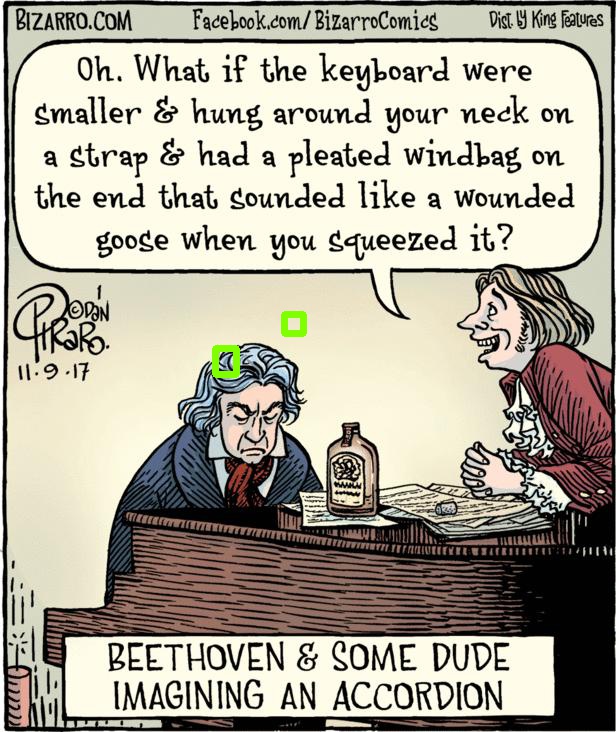 BIZARRO.COM Facebook.com/BizarroComics Dist. by King Features
Oh. What if the keyboard were
smaller & hung around your neck on
a strap & had a pleated windbag on
the end that sounded like a wounded
goose when you squeezed it?
©DAN
PIRARO.
11.9.17
BEETHOVEN & SOME DUDE
IMAGINING AN ACCORDION